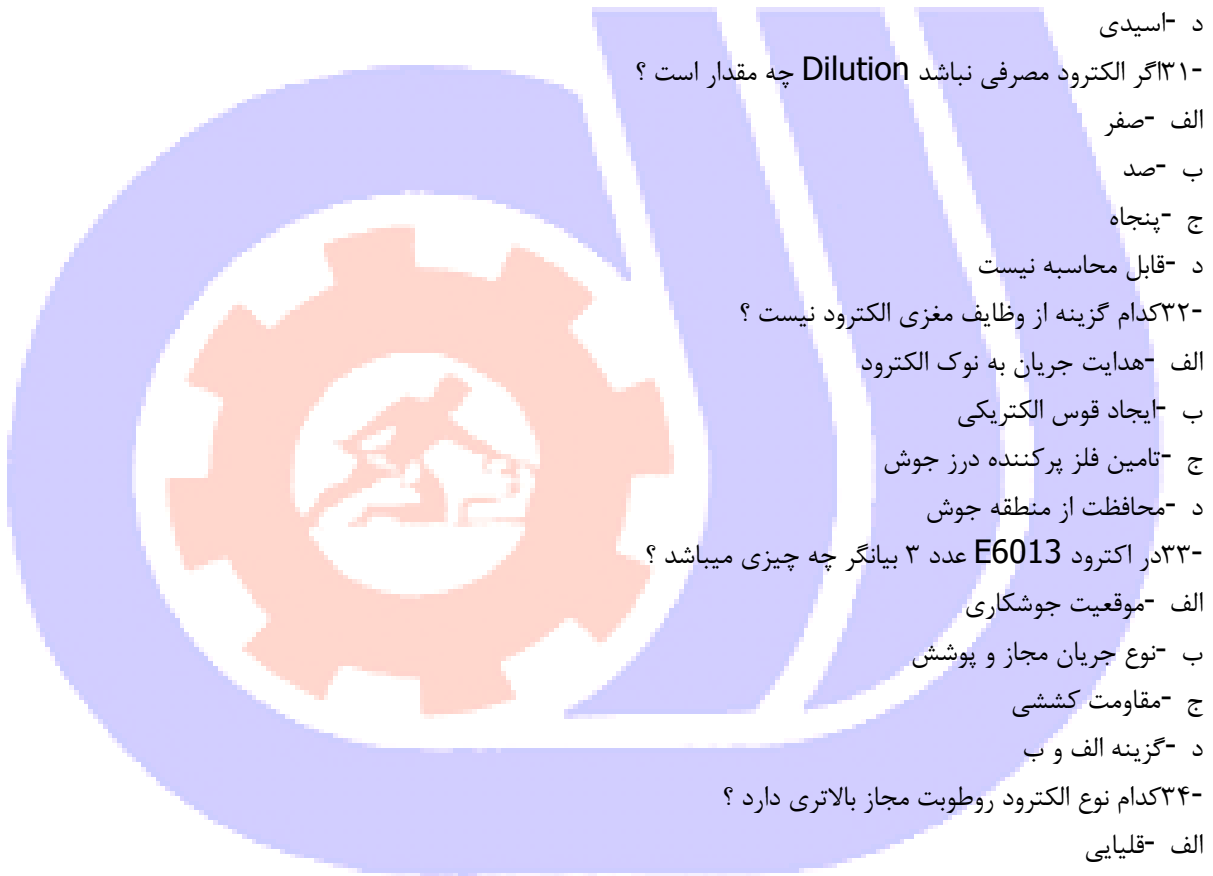 د -اسیدی
-۳۱اگر الکترود مصرفی نباشد Dilution چه مقدار است ؟
الف -صفر
ب -صد
ج -پنجاه
د -قابل محاسبه نیست
-۳۲کدام گزینه از وظایف مغزی الکترود نیست ؟
الف -هدایت جریان به نوک الکترود
ب -ایجاد قوس الکتریکی
ج -تامین فلز پرکننده درز جوش
د -محافظت از منطقه جوش
-۳۳در اکترود E6013 عدد ۳ بیانگر چه چیزی میباشد ؟
الف -موقعیت جوشکاری
ب -نوع جریان مجاز و پوشش
ج -مقاومت کششی
د -گزینه الف و ب
-۳۴کدام نوع الکترود روطوبت مجاز بالاتری دارد ؟
الف -قلیایی